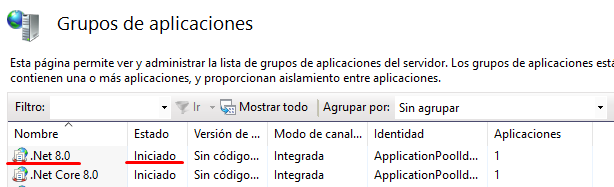 Grupos de aplicaciones
Esta página permite ver y administrar la lista de grupos de aplicaciones del servidor. Los grupos de aplicaciones está
contienen una o más aplicaciones, y proporcionan aislamiento entre aplicaciones.
Filtro: Ir Mostrar todo Agrupar por: Sin agrupar
Nombre Estado Versión de ... Modo de canal... Identidad Aplicaciones
.Net 8.0 Iniciado Sin código... Integrada ApplicationPoolId... 1
.Net Core 8.0 Iniciado Sin código... Integrada ApplicationPoolId... 1